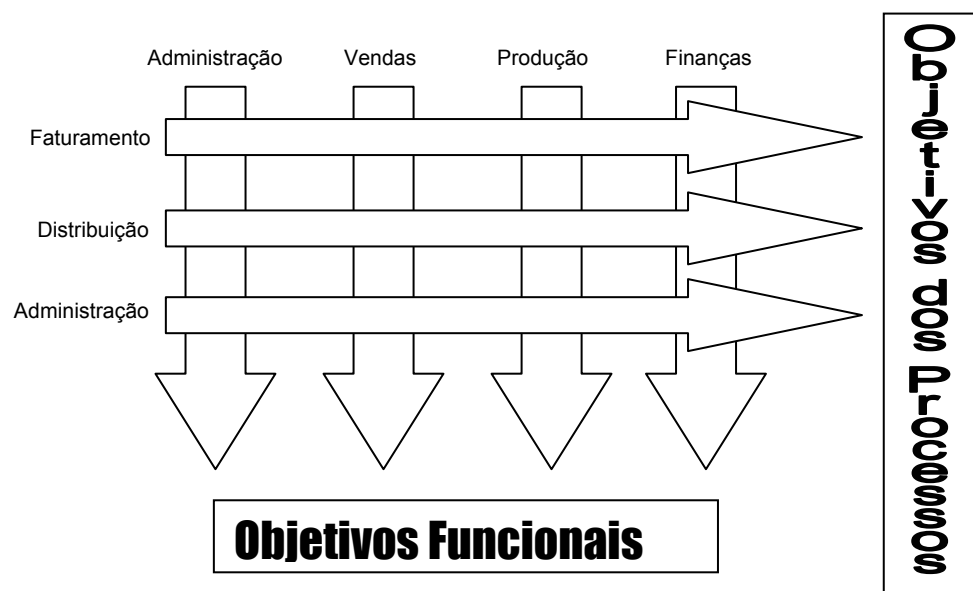 Administração
Vendas
Produção
Finanças
Faturamento
Distribuição
Administração
Objetivos Funcionais
Objetivos dos Processos